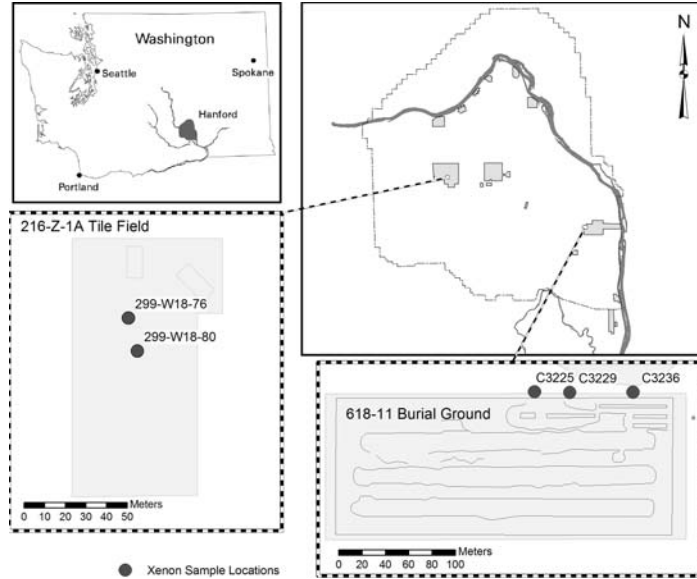 Washington
Seattle
Spokane
Hanford
Portland
N
216-Z-1A Tile Field
299-W18-76
299-W18-80
Meters
0 10 20 30 40 50
C3225 C3229 C3236
618-11 Burial Ground
Meters
0 20 40 60 80 100
Xenon Sample Locations